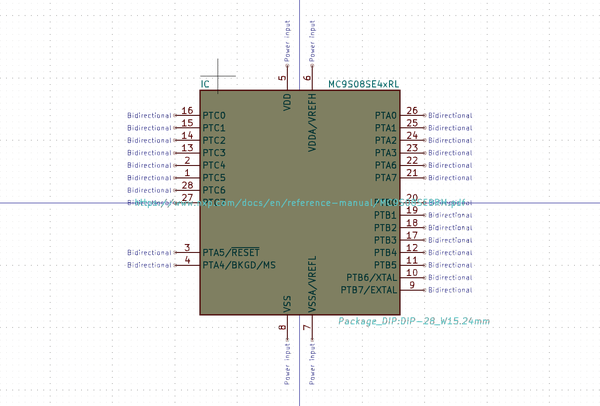 Power input Power input
5 6
IC MC9S08SE4xRL
VDD VDDA/VREFH
Bidirectional 16 PTC0 PTA0 26 Bidirectional
Bidirectional 15 PTC1 PTA1 25 Bidirectional
Bidirectional 14 PTC2 PTA2 24 Bidirectional
Bidirectional 13 PTC3 PTA3 23 Bidirectional
Bidirectional 2 PTC4 PTA6 22 Bidirectional
Bidirectional 1 PTC5 PTA7 21 Bidirectional
Bidirectional 28 PTC6
27 20 Bidirectional
PTB1 19 Bidirectional
PTB2 18 Bidirectional
PTB3 17 Bidirectional
Bidirectional 3 PTA5/RESET PTB4 12 Bidirectional
Bidirectional 4 PTA4/BKGD/MS PTB5 11 Bidirectional
PTB6/XTAL 10 Bidirectional
PTB7/EXTAL 9 Bidirectional
VSS VSSA/VREFL
Package_DIP:DIP-28_W15.24mm
8 7
Power input Power input